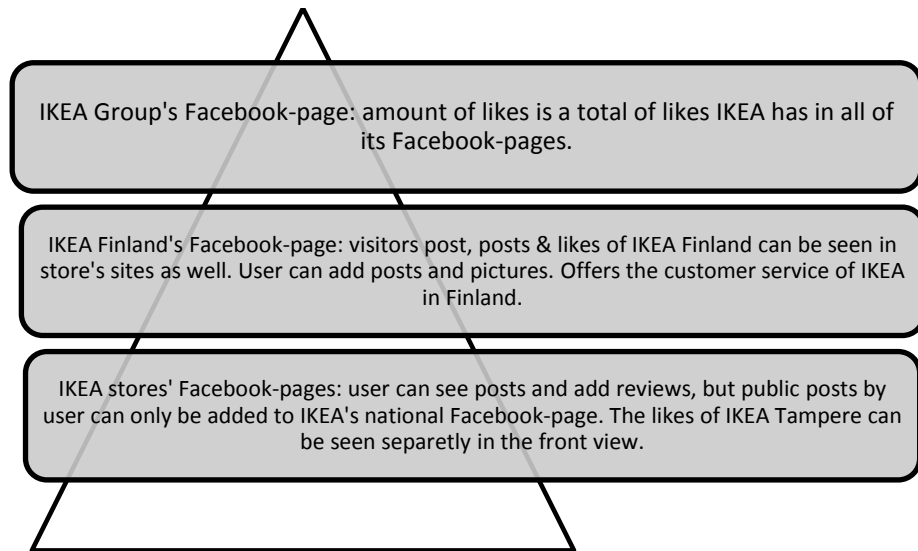 IKEA Group's Facebook-page: amount of likes is a total of likes IKEA has in all of
its Facebook-pages.
IKEA Finland's Facebook-page: visitors post, posts & likes of IKEA Finland can be seen in
store's sites as well. User can add posts and pictures. Offers the customer service of IKEA
in Finland.
IKEA stores' Facebook-pages: user can see posts and add reviews, but public posts by
user can only be added to IKEA's national Facebook-page. The likes of IKEA Tampere can
be seen separetly in the front view.